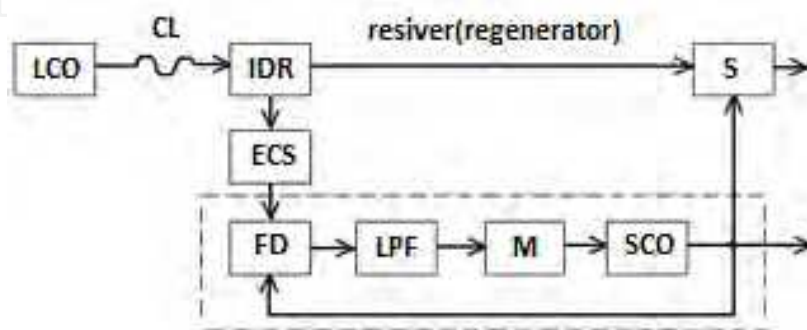 CL
resiver(regenerator)
LCO
IDR
S
ECS
FD
LPF
M
SCO